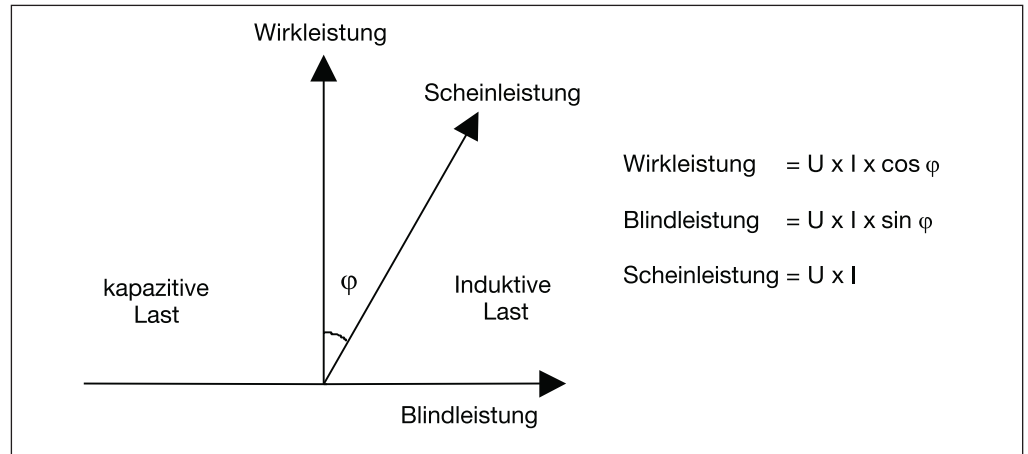 Wirkleistung
Scheinleistung
Wirkleistung = U x I x cos φ
Blindleistung = U x I x sin φ
Scheinleistung = U x I
kapazitive
Last
φ
Induktive
Last
Blindleistung